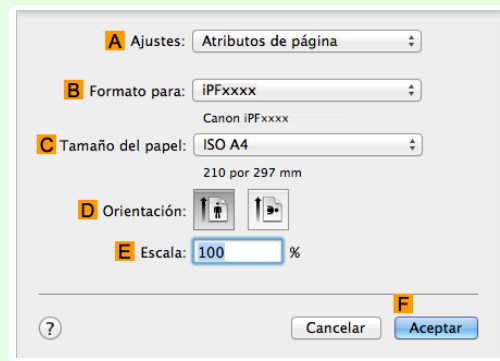 A Ajustes: Atributos de página
B Formato para: iPFxxxx
Canon iPFxxxx
C Tamaño del papel: ISO A4
210 por 297 mm
D Orientación:
E Escala: 100 %
F
? Cancelar Aceptar